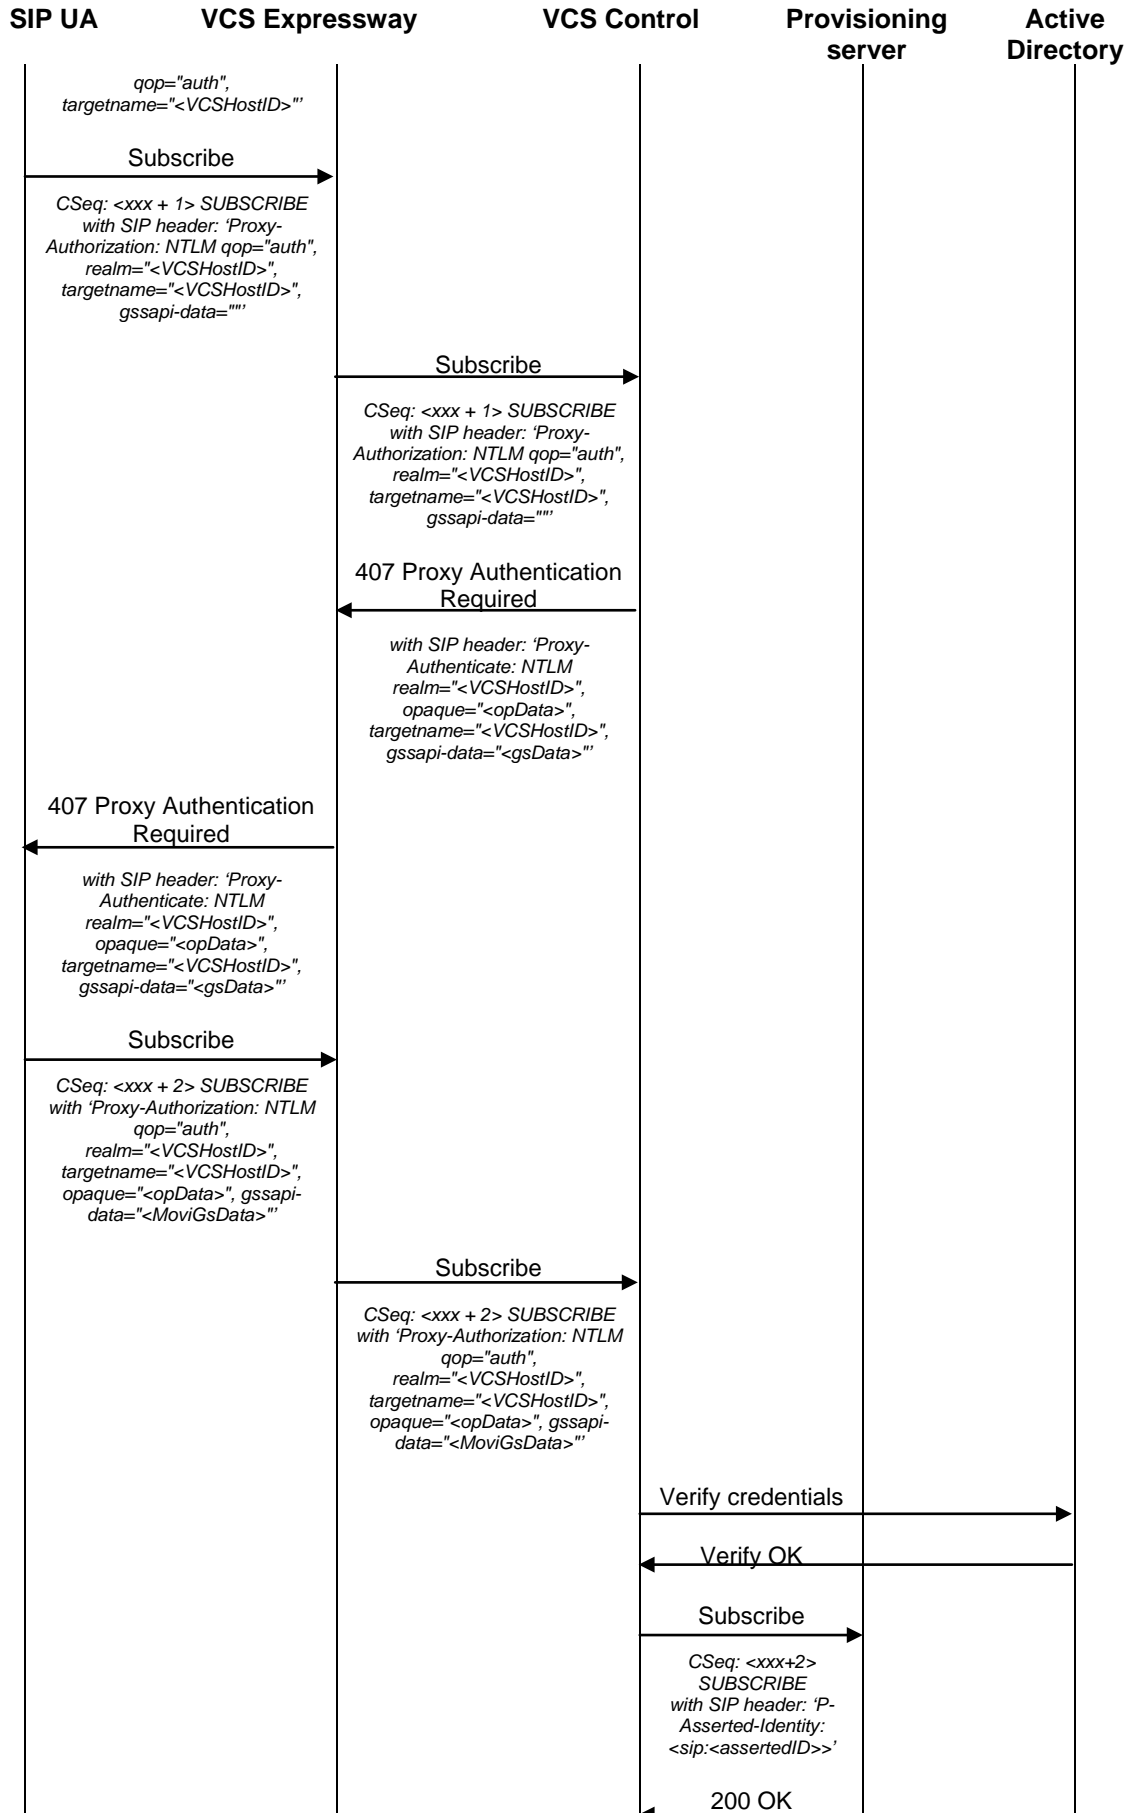 SIP UA
VCS Expressway
VCS Control
Provisioning
server
Active
Directory
qop="auth",
targetname="<VCSHostID>"’
Subscribe
CSeq: <xxx + 1> SUBSCRIBE
with SIP header: ‘Proxy-
Authorization: NTLM qop="auth",
realm="<VCSHostID>",
targetname="<VCSHostID>",
gssapi-data=""’
Subscribe
CSeq: <xxx + 1> SUBSCRIBE
with SIP header: ‘Proxy-
Authorization: NTLM qop="auth",
realm="<VCSHostID>",
targetname="<VCSHostID>",
gssapi-data=""’
407 Proxy Authentication
Required
with SIP header: ‘Proxy-
Authenticate: NTLM
realm="<VCSHostID>",
opaque="<opData>",
targetname="<VCSHostID>",
gssapi-data="<gsData>"’
407 Proxy Authentication
Required
with SIP header: ‘Proxy-
Authenticate: NTLM
realm="<VCSHostID>",
opaque="<opData>",
targetname="<VCSHostID>",
gssapi-data="<gsData>"’
Subscribe
CSeq: <xxx + 2> SUBSCRIBE
with ‘Proxy-Authorization: NTLM
qop="auth",
realm="<VCSHostID>",
targetname="<VCSHostID>",
opaque="<opData>", gssapi-
data="<MoviGsData>"’
Subscribe
CSeq: <xxx + 2> SUBSCRIBE
with ‘Proxy-Authorization: NTLM
qop="auth",
realm="<VCSHostID>",
targetname="<VCSHostID>",
opaque="<opData>", gssapi-
data="<MoviGsData>"’
Verify credentials
Verify OK
Subscribe
CSeq: <xxx+2>
SUBSCRIBE
with SIP header: ‘P-
Asserted-Identity:
<sip:<assertedID>>’
200 OK